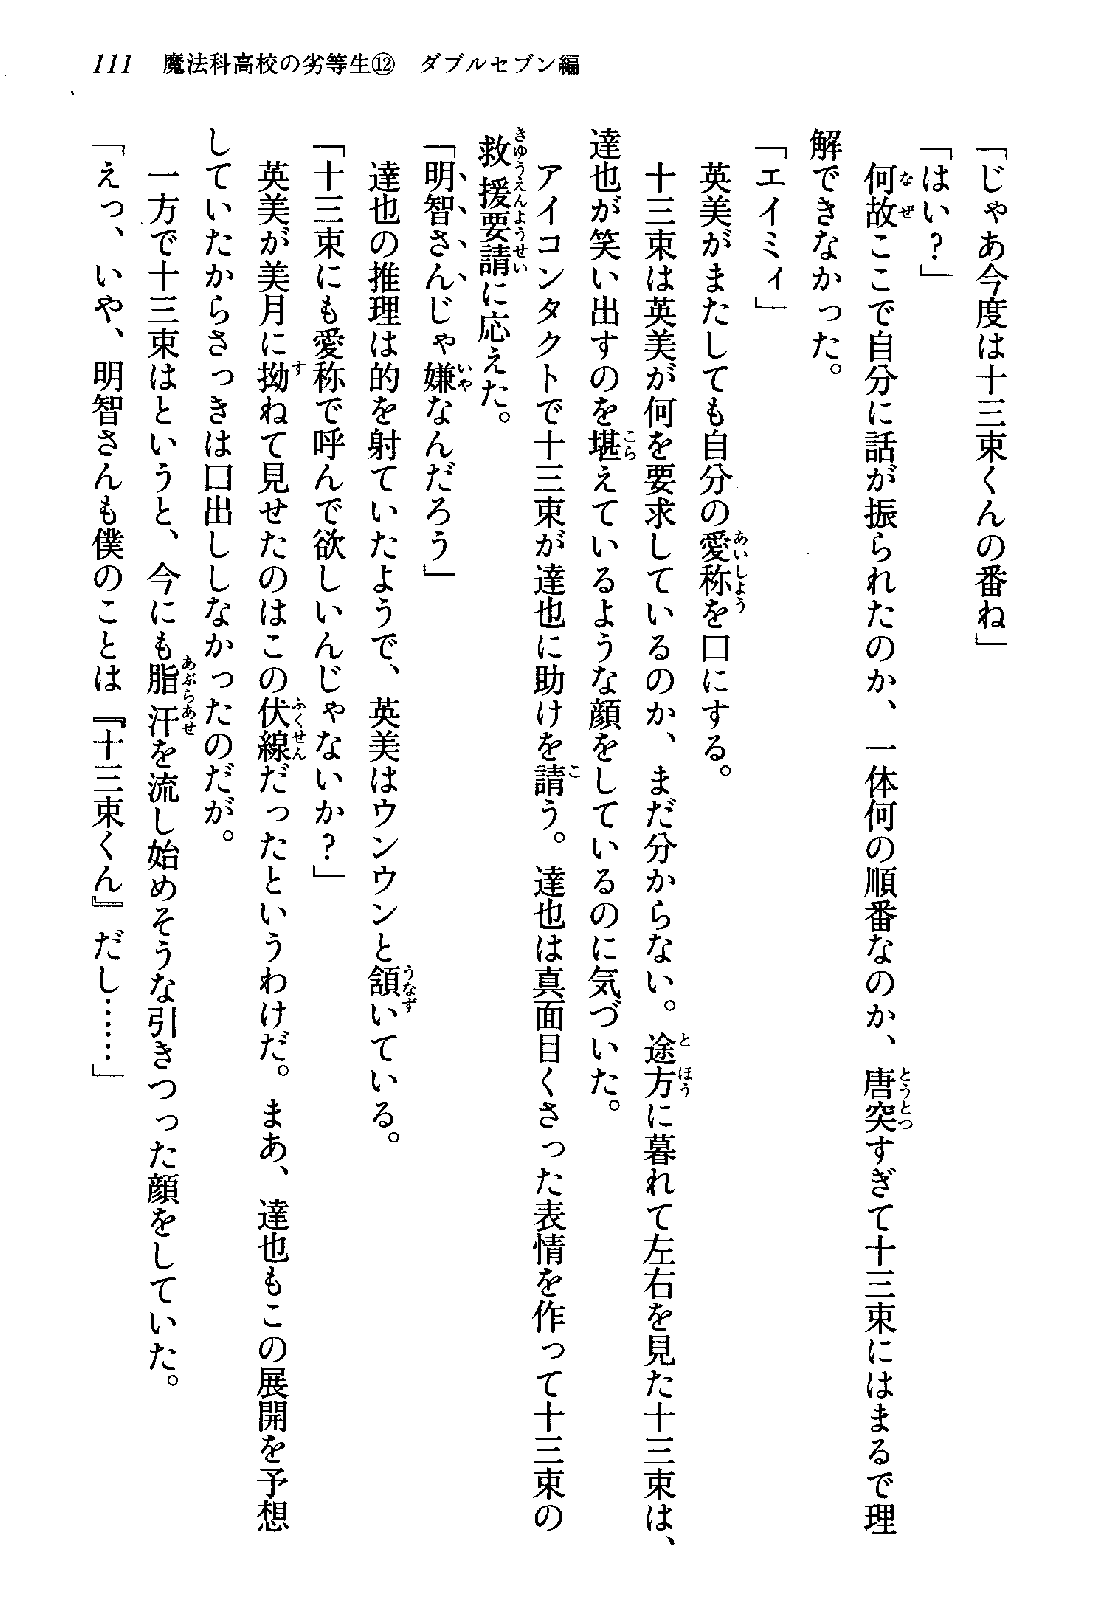 111　魔法科高校の劣等生⑫　ダブルセブン編
「じゃあ今度は十三束くんの番ね」
「はい？」
　何故ここで自分に話が振られたのか、一体何の順番なのか、唐突すぎて十三束にはまるで理
解できなかった。
「エイミィ」
　英美がまたしても自分の愛称を口にする。
　十三束は英美が何を要求しているのか、まだ分からない。途方に暮れて左右を見た十三束は、
達也が笑い出すのを堪えているような顔をしているのに気づいた。
　アイコンタクトで十三束が達也に助けを請う。達也は真面目くさった表情を作って十三束の
救援要請に応えた。
「明智さんじゃ嫌なんだろう」
　達也の推理は的を射ていたようで、英美はウンウンと頷いている。
「十三束にも愛称で呼んで欲しいんじゃないか？」
　英美が美月に拗ねて見せたのはこの伏線だったというわけだ。まあ、達也もこの展開を予想
していたからさっきは口出ししなかったのだが。
　一方で十三束はというと、今にも脂汗を流し始めそうな引きつった顔をしていた。
「えっ、いや、明智さんも僕のことは『十三束くん』だし……」